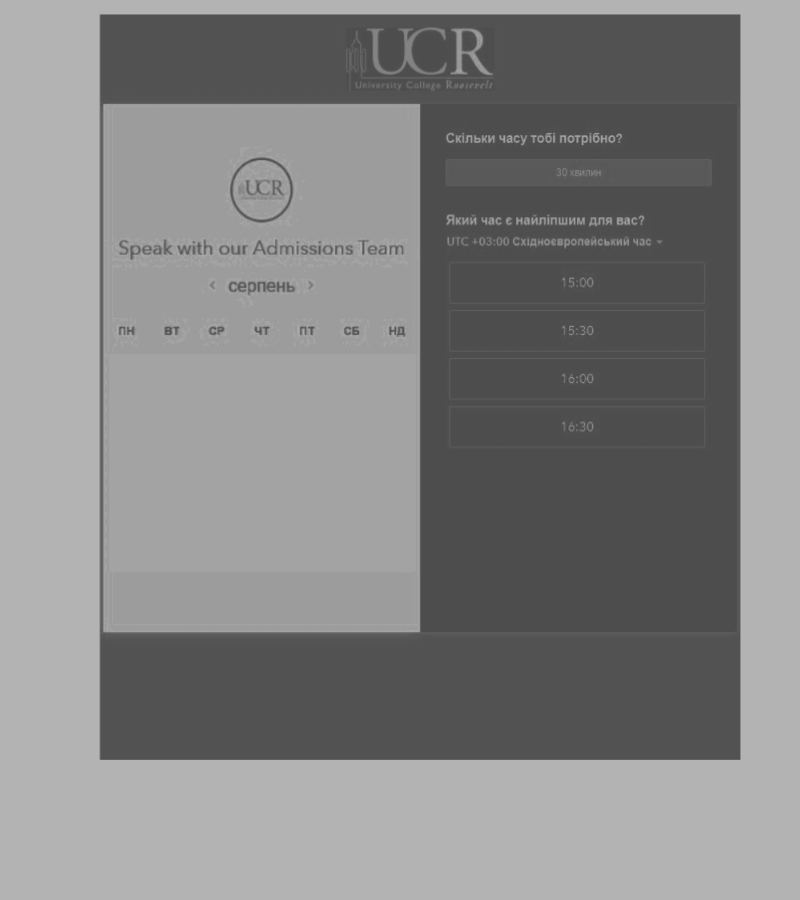 UCR
University College Roosevelt
UCR
Speak with our Admissions Team
‹ серпень ›
ПН ВТ СР ЧТ ПТ СБ НД
Скільки часу тобі потрібно?
30 хвилин
Який час є найліпшим для вас?
UTC +03:00 Східноєвропейський час
15:00
15:30
16:00
16:30